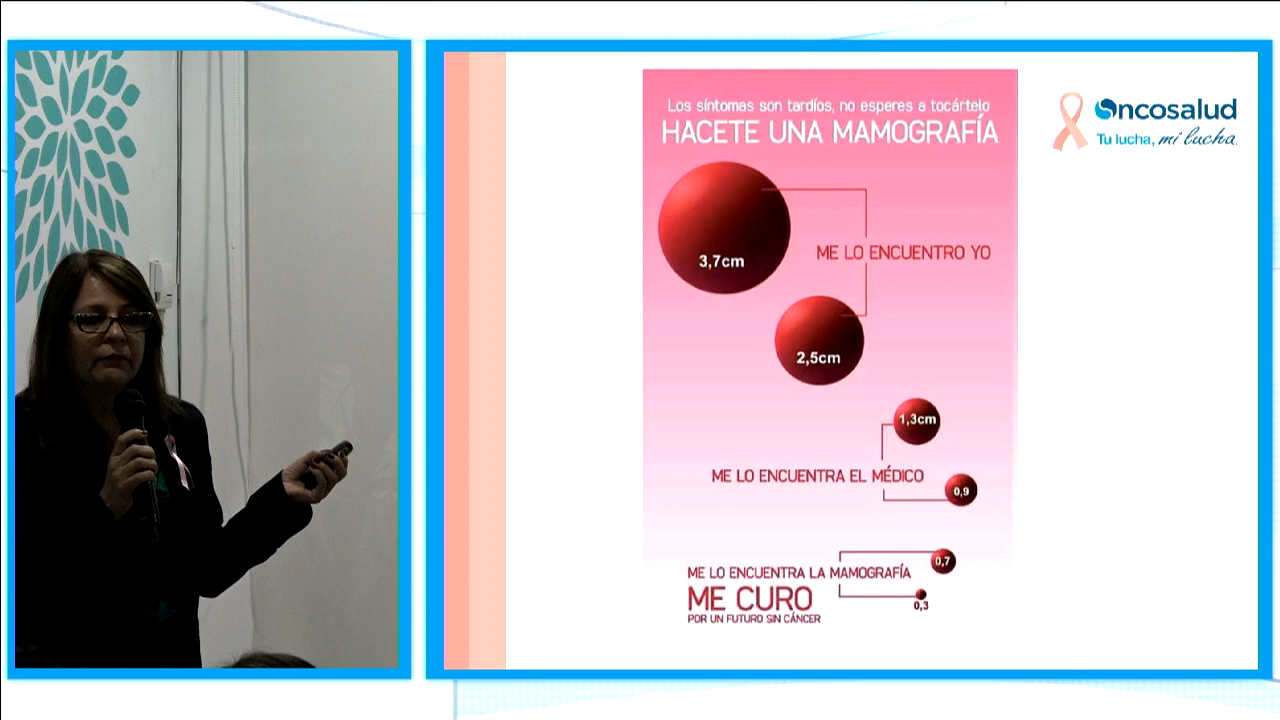 Los síntomas son tardíos, no esperes a tocártelo
HACETE UNA MAMOGRAFÍA
Oncosalud
Tu lucha, mi lucha.
3,7cm
ME LO ENCUENTRO YO
2,5cm
1,3cm
ME LO ENCUENTRA EL MÉDICO
0,9
0,7
ME LO ENCUENTRA LA MAMOGRAFÍA
ME CURO
0,3
POR UN FUTURO SIN CÁNCER